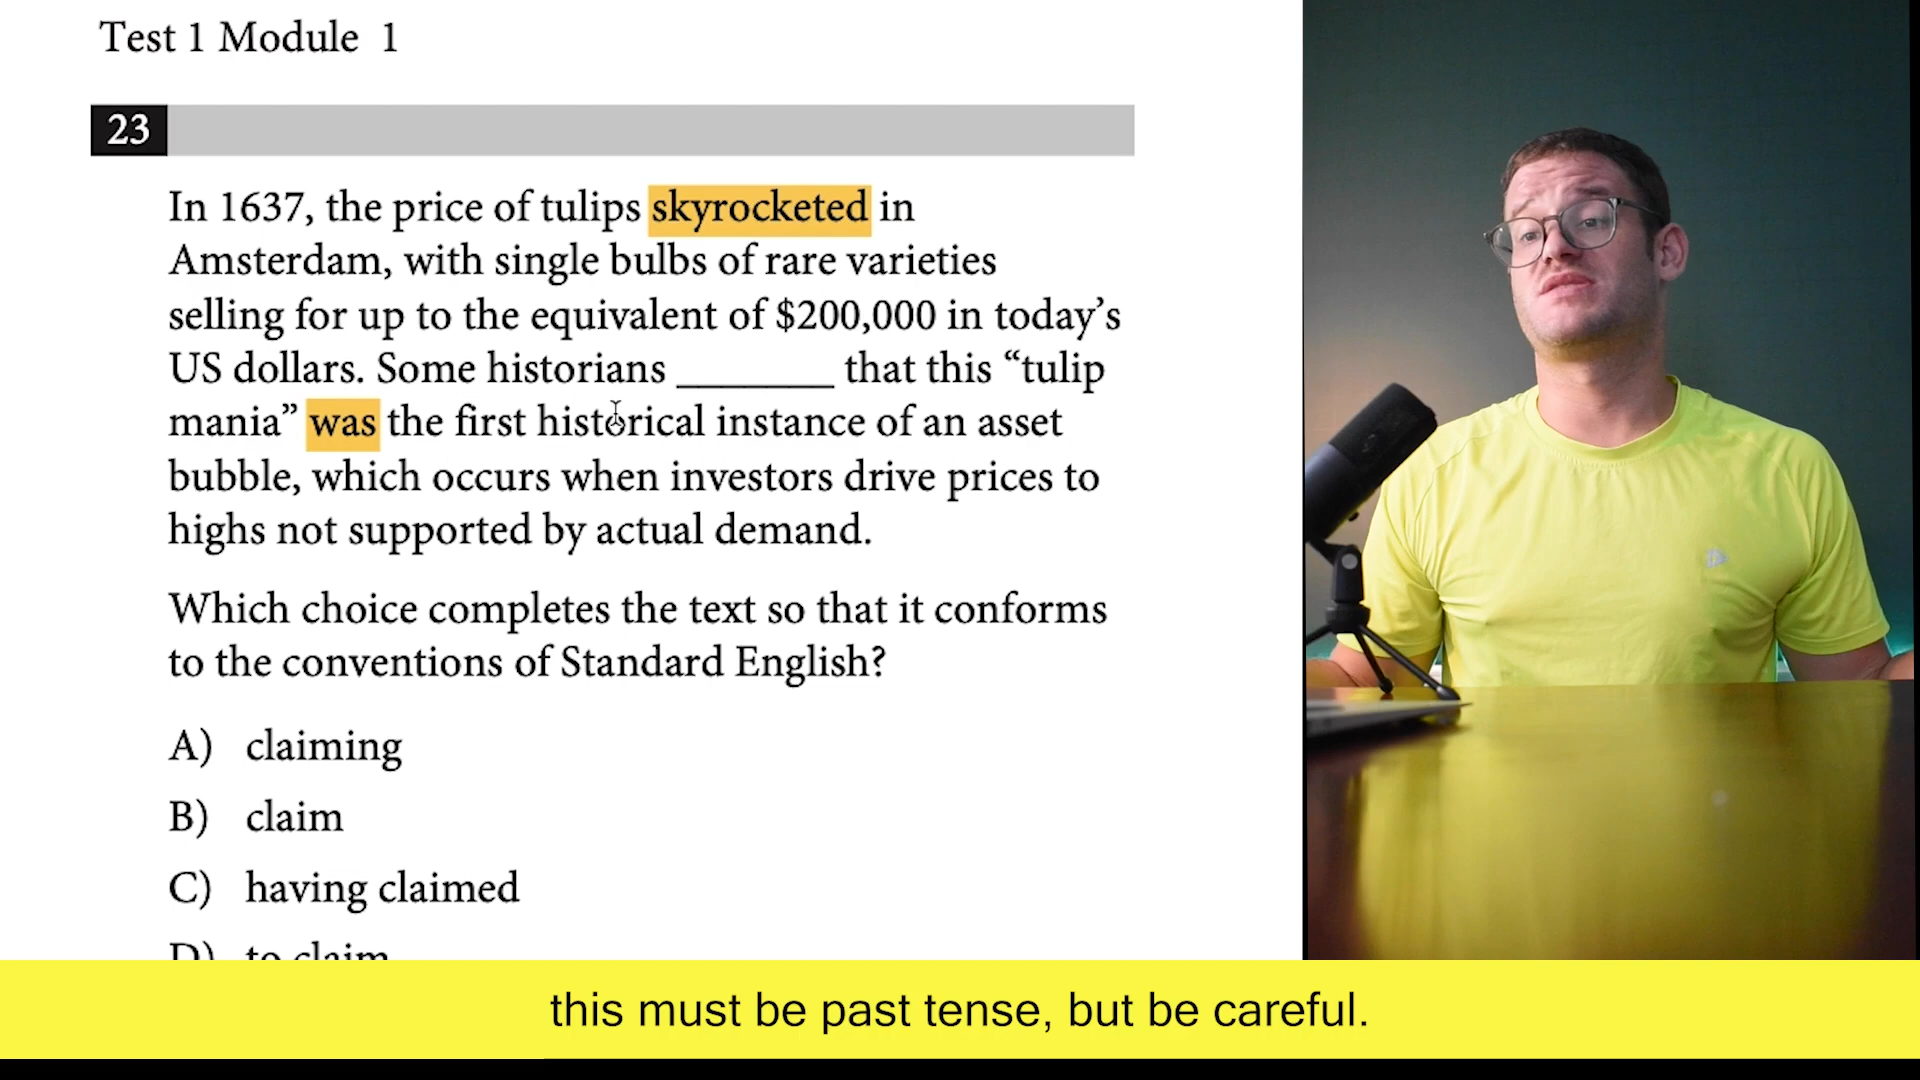 Test 1 Module 1
23
In 1637, the price of tulips skyrocketed in
Amsterdam, with single bulbs of rare varieties
selling for up to the equivalent of $200,000 in today’s
US dollars. Some historians _______ that this “tulip
mania” was the first historical instance of an asset
bubble, which occurs when investors drive prices to
highs not supported by actual demand.
Which choice completes the text so that it conforms
to the conventions of Standard English?
A) claiming
B) claim
C) having claimed
D) to claim
this must be past tense, but be careful.